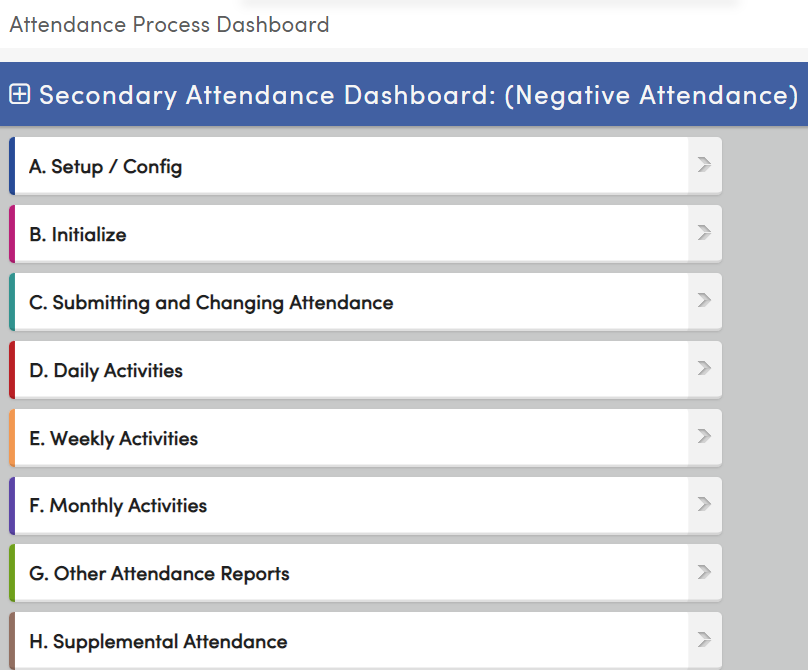 Attendance Process Dashboard
Secondary Attendance Dashboard: (Negative Attendance)
A. Setup / Config
B. Initialize
C. Submitting and Changing Attendance
D. Daily Activities
E. Weekly Activities
F. Monthly Activities
G. Other Attendance Reports
H. Supplemental Attendance